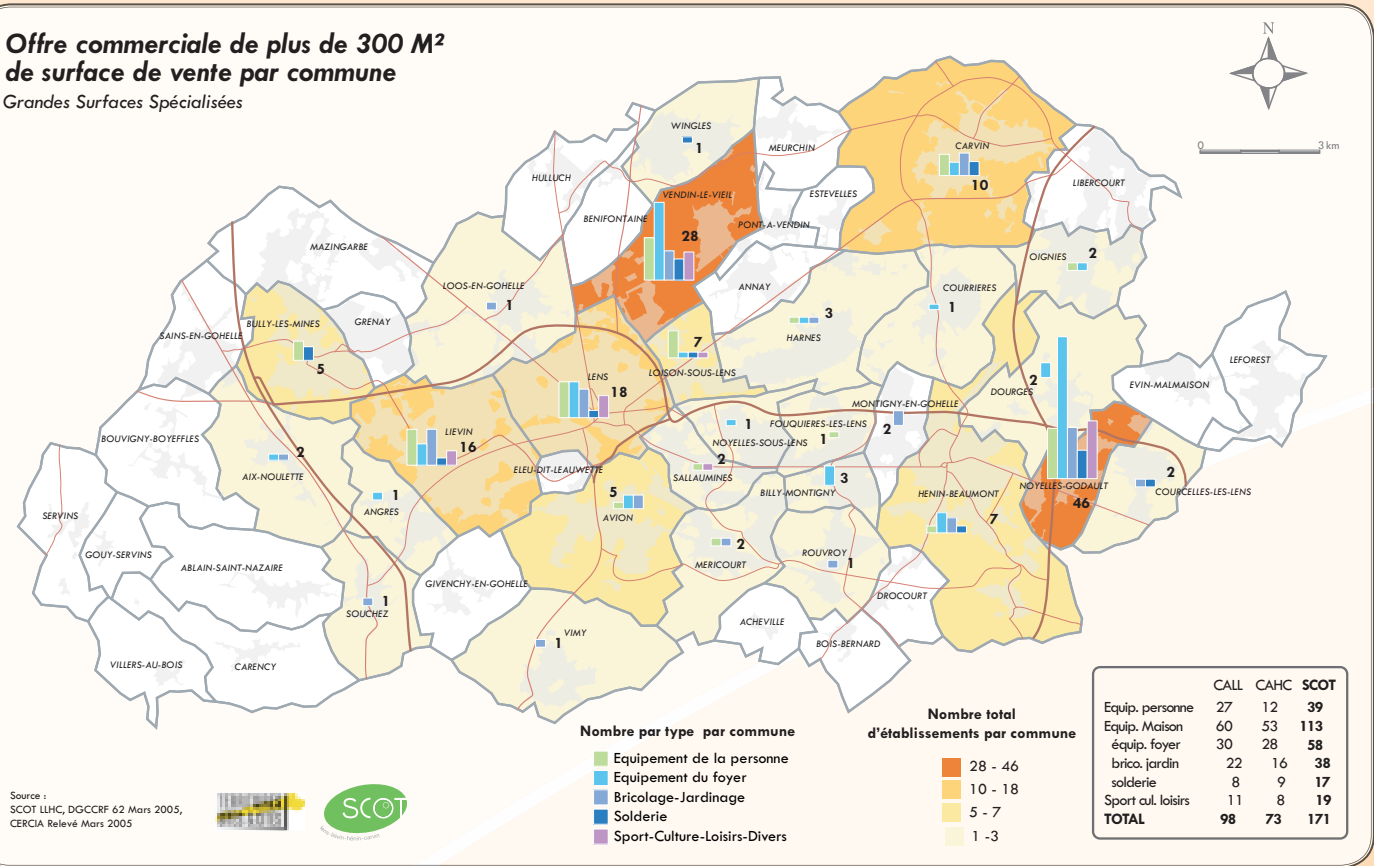 Offre commerciale de plus de 300 M²
de surface de vente par commune
Grandes Surfaces Spécialisées
N
0 3 km
WINGLES
1
MEURCHIN
CARVIN
10
HULLUCH
VENDIN-LE-VIEIL
28
ESTEVELLES
LIBERCOURT
BENIFONTAINE
PONT-A-VENDIN
MAZINGARBE
OIGNIES
2
LOOS-EN-GOHELLE
1
ANNAY
COURRIERES
1
SAINS-EN-GOHELLE
BULLY-LES-MINES
5
GRENAY
HARNES
3
LOISON-SOUS-LENS
7
LEFOREST
EVIN-MALMAISON
DOURGES
2
LENS
18
MONTIGNY-EN-GOHELLE
2
FOUQUIERES-LES-LENS
1
NOYELLES-SOUS-LENS
1
BOUVIGNY-BOYEFFLES
LIEVIN
16
ELEU-DIT-LEAUWETTE
SALLAUMINES
2
BILLY-MONTIGNY
3
HENIN-BEAUMONT
7
NOYELLES-GODAULT
46
COURCELLES-LES-LENS
2
AIX-NOULETTE
2
ANGRES
1
AVION
5
SERVINS
GOUY-SERVINS
ABLAIN-SAINT-NAZAIRE
MERICOURT
2
ROUVROY
1
GIVENCHY-EN-GOHELLE
DROCOURT
SOUCHEZ
1
ACHEVILLE
VIMY
1
BOIS-BERNARD
VILLERS-AU-BOIS
CARENCY
Nombre par type par commune
Equipement de la personne
Equipement du foyer
Bricolage-Jardinage
Solderie
Sport-Culture-Loisirs-Divers
Nombre total
d'établissements par commune
28 - 46
10 - 18
5 - 7
1 -3
CALL CAHC SCOT
Equip. personne 27 12 39
Equip. Maison 60 53 113
équip. foyer 30 28 58
brico. jardin 22 16 38
solderie 8 9 17
Sport cul. loisirs 11 8 19
TOTAL 98 73 171
Source :
SCOT LLHC, DGCCRF 62 Mars 2005,
CERCIA Relevé Mars 2005
SCOT